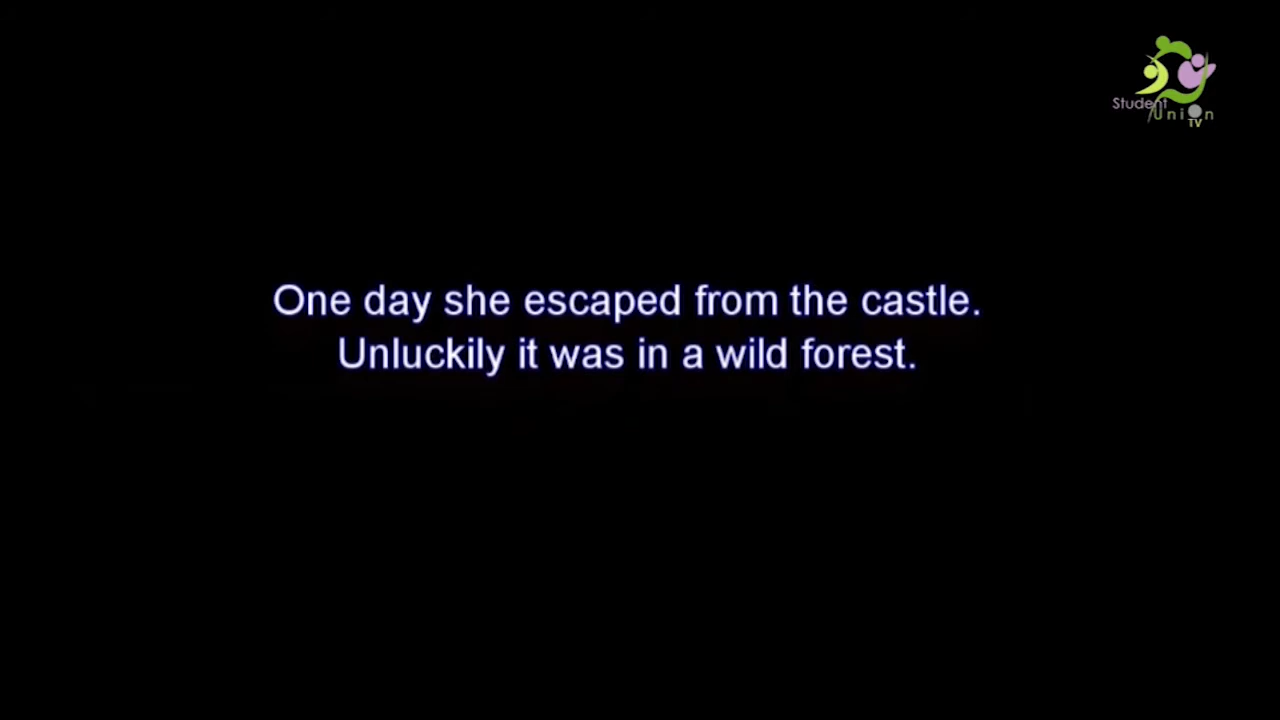 Student
Union
TV
One day she escaped from the castle.
Unluckily it was in a wild forest.